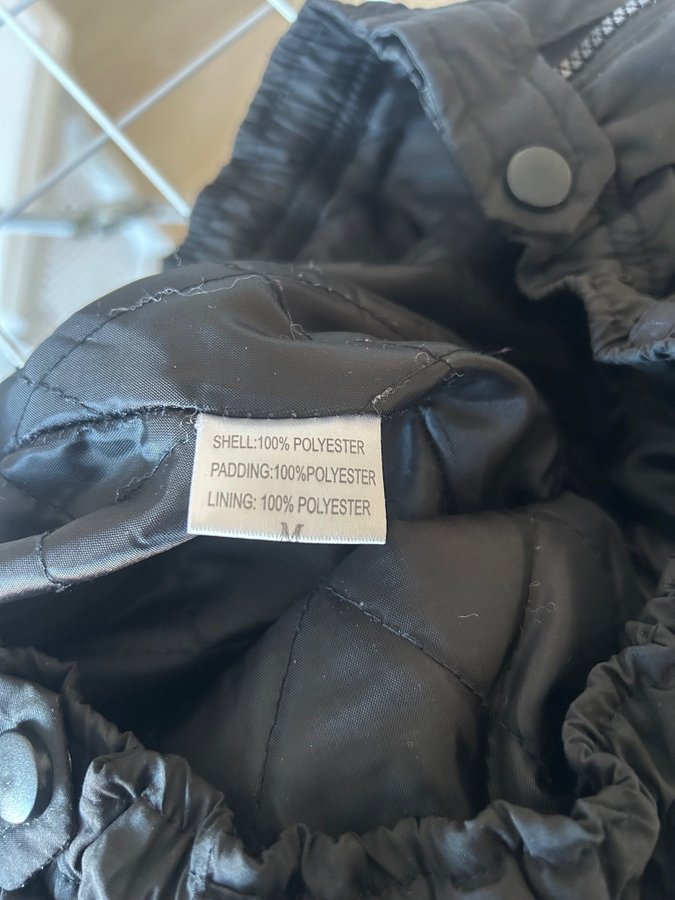 SHELL:100% POLYESTER
PADDING:100%POLYESTER
LINING: 100% POLYESTER
M